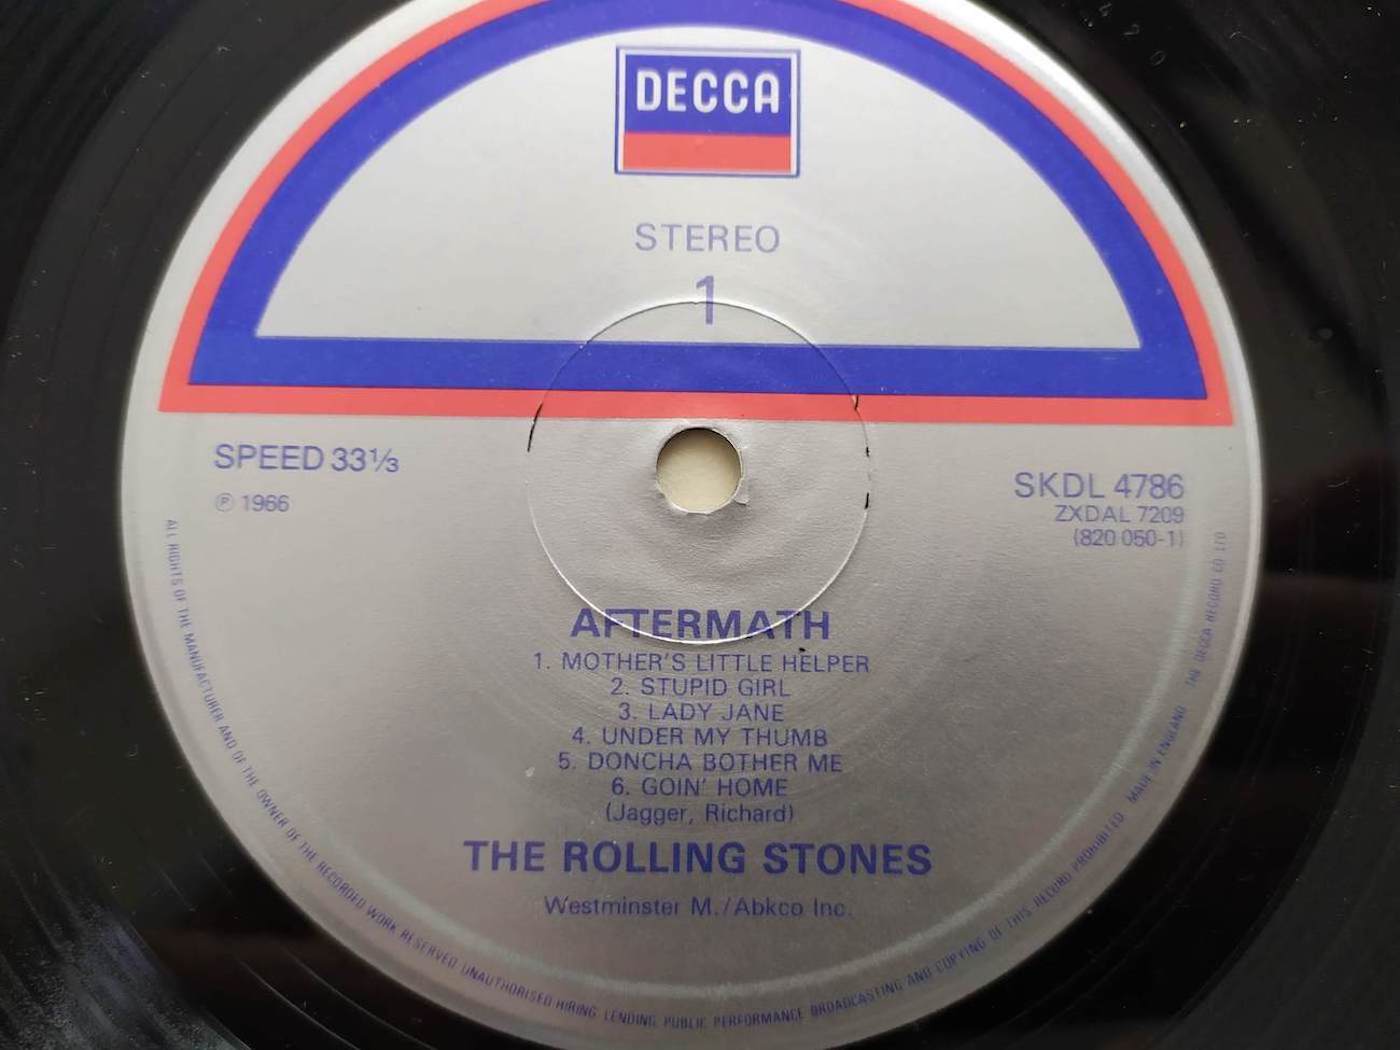 DECCA
STEREO
1
SPEED 33⅓
℗ 1966
SKDL 4786
ZXDAL 7209
(820 050-1)
AFTERMATH
1. MOTHER'S LITTLE HELPER
2. STUPID GIRL
3. LADY JANE
4. UNDER MY THUMB
5. DONCHA BOTHER ME
6. GOIN' HOME
(Jagger, Richard)
THE ROLLING STONES
Westminster M./Abkco Inc.
ALL RIGHTS OF THE MANUFACTURER AND OF THE OWNER OF THE RECORDED WORK RESERVED UNAUTHORISED HIRING LENDING PUBLIC PERFORMANCE BROADCASTING AND COPYING OF THIS RECORD PROHIBITED MADE IN ENGLAND THE DECCA RECORD CO LTD